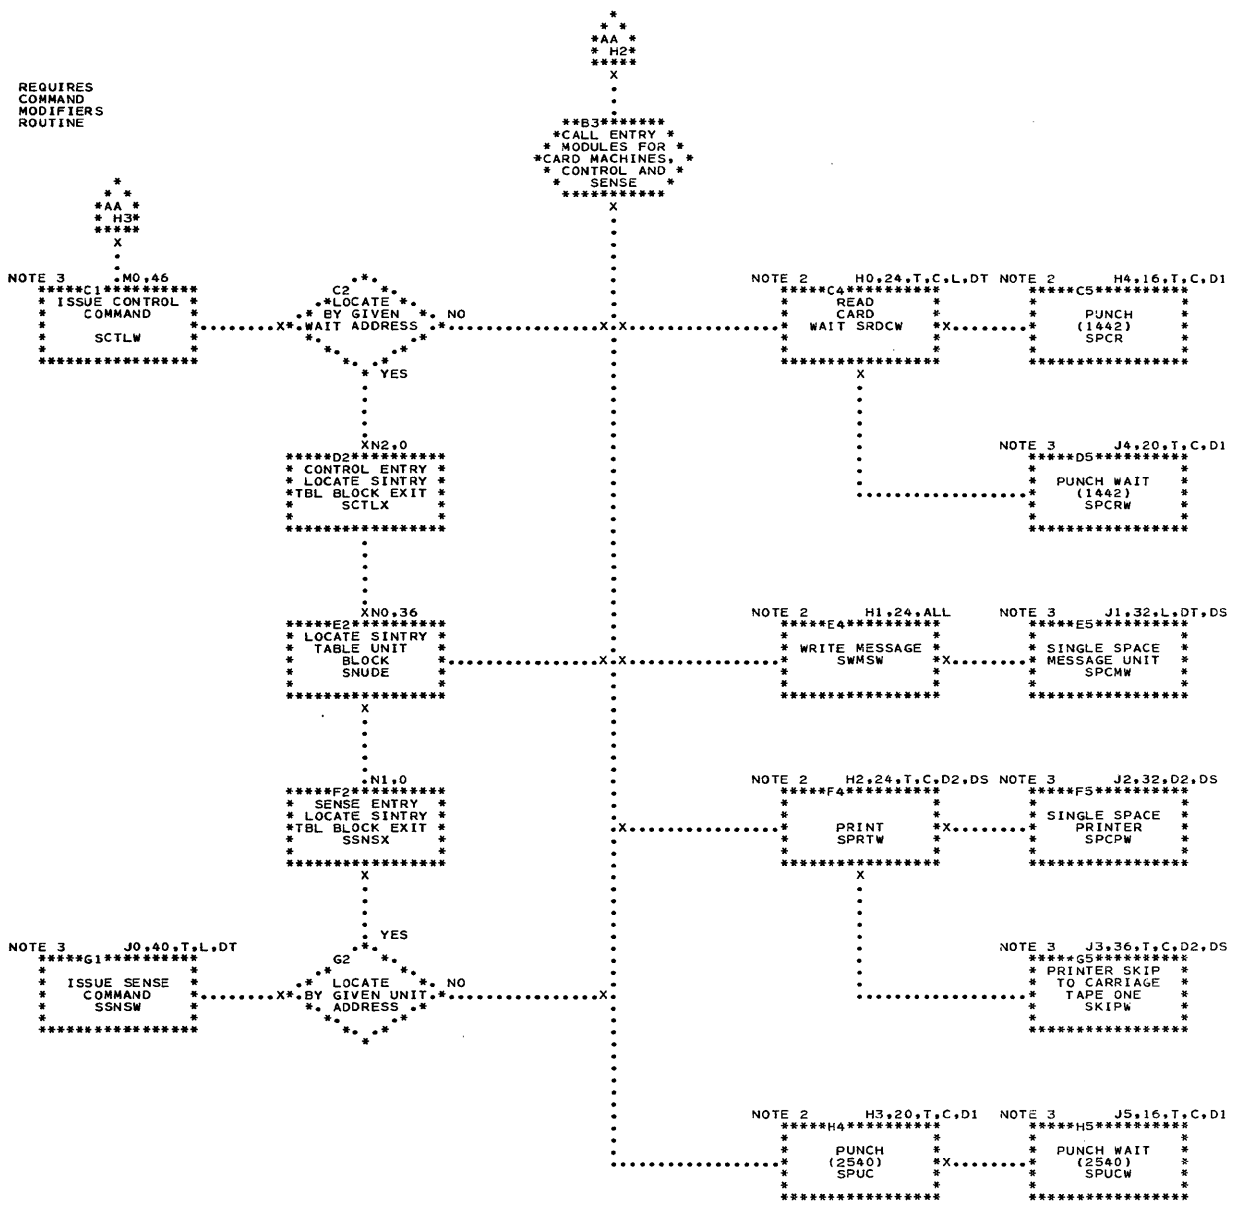 AA
H2
REQUIRES
COMMAND
MODIFIERS
ROUTINE
B3
CALL ENTRY
MODULES FOR
CARD MACHINES,
CONTROL AND
SENSE
X
AA
H3
X
NOTE 3 M0,46
C1
ISSUE CONTROL
COMMAND
SCTLW
C2
LOCATE
BY GIVEN
WAIT ADDRESS
NO
YES
NOTE 2 H0,24,T,C,L,DT
C4
READ
CARD
WAIT SRDCW
NOTE 2 H4,16,T,C,D1
C5
PUNCH
(1442)
SPCR
XN2,0
D2
CONTROL ENTRY
LOCATE SINTRY
TBL BLOCK EXIT
SCTLX
NOTE 3 J4,20,T,C,D1
D5
PUNCH WAIT
(1442)
SPCRW
XN0,36
E2
LOCATE SINTRY
TABLE UNIT
BLOCK
SNUDE
NOTE 2 H1,24,ALL
E4
WRITE MESSAGE
SWMSW
NOTE 3 J1,32,L,DT,DS
E5
SINGLE SPACE
MESSAGE UNIT
SPCMW
N1,0
F2
SENSE ENTRY
LOCATE SINTRY
TBL BLOCK EXIT
SSNSX
NOTE 2 H2,24,T,C,D2,DS
F4
PRINT
SPRTW
NOTE 3 J2,32,D2,DS
F5
SINGLE SPACE
PRINTER
SPCPW
NOTE 3 J0,40,T,L,DT
G1
ISSUE SENSE
COMMAND
SSNSW
YES
G2
LOCATE
BY GIVEN UNIT
ADDRESS
NO
NOTE 3 J3,36,T,C,D2,DS
G5
PRINTER SKIP
TO CARRIAGE
TAPE ONE
SKIPW
NOTE 2 H3,20,T,C,D1
H4
PUNCH
(2540)
SPUC
NOTE 3 J5,16,T,C,D1
H5
PUNCH WAIT
(2540)
SPUCW